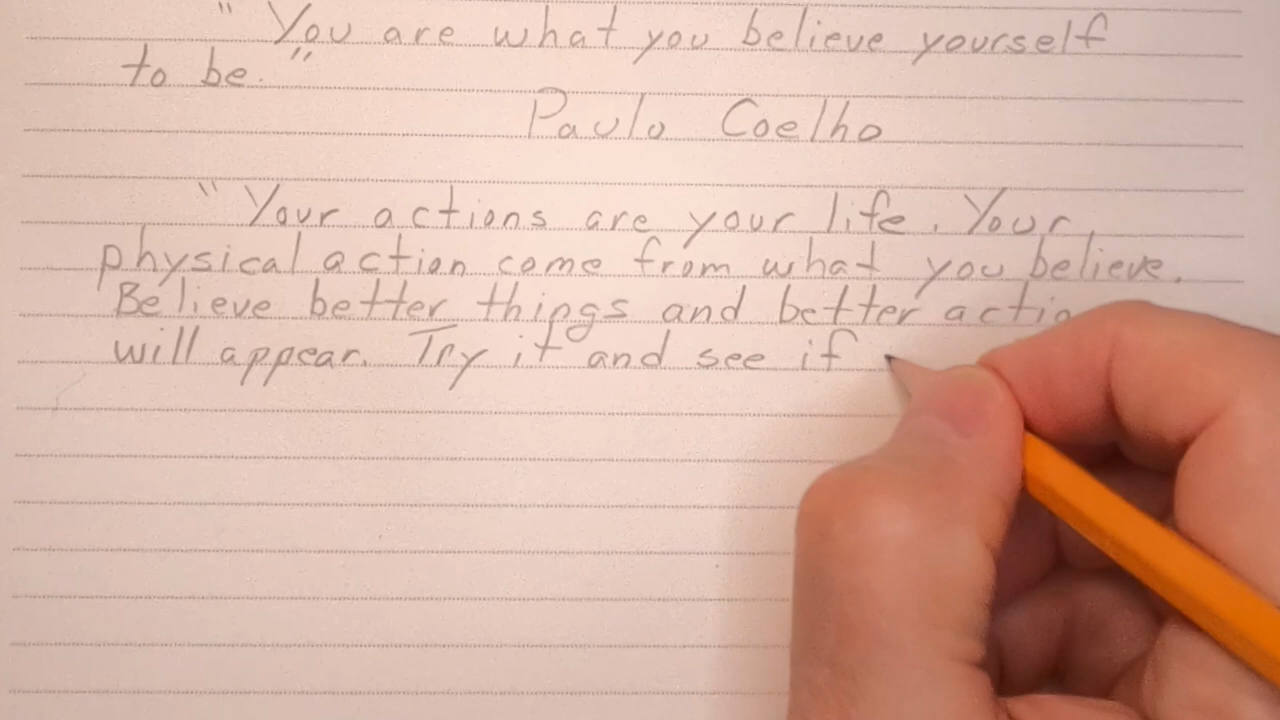 "You are what you believe yourself
to be."
Paulo Coelho
"Your actions are your life. Your
physical action come from what you believe.
Believe better things and better actio
will appear. Try it and see if